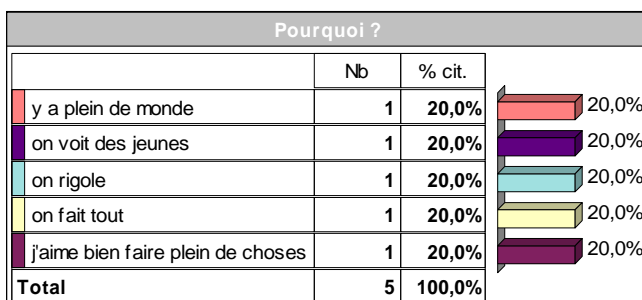 Pourquoi ?
Nb % cit.
y a plein de monde 1 20,0% 20,0%
on voit des jeunes 1 20,0% 20,0%
on rigole 1 20,0% 20,0%
on fait tout 1 20,0% 20,0%
j'aime bien faire plein de choses 1 20,0% 20,0%
Total 5 100,0%